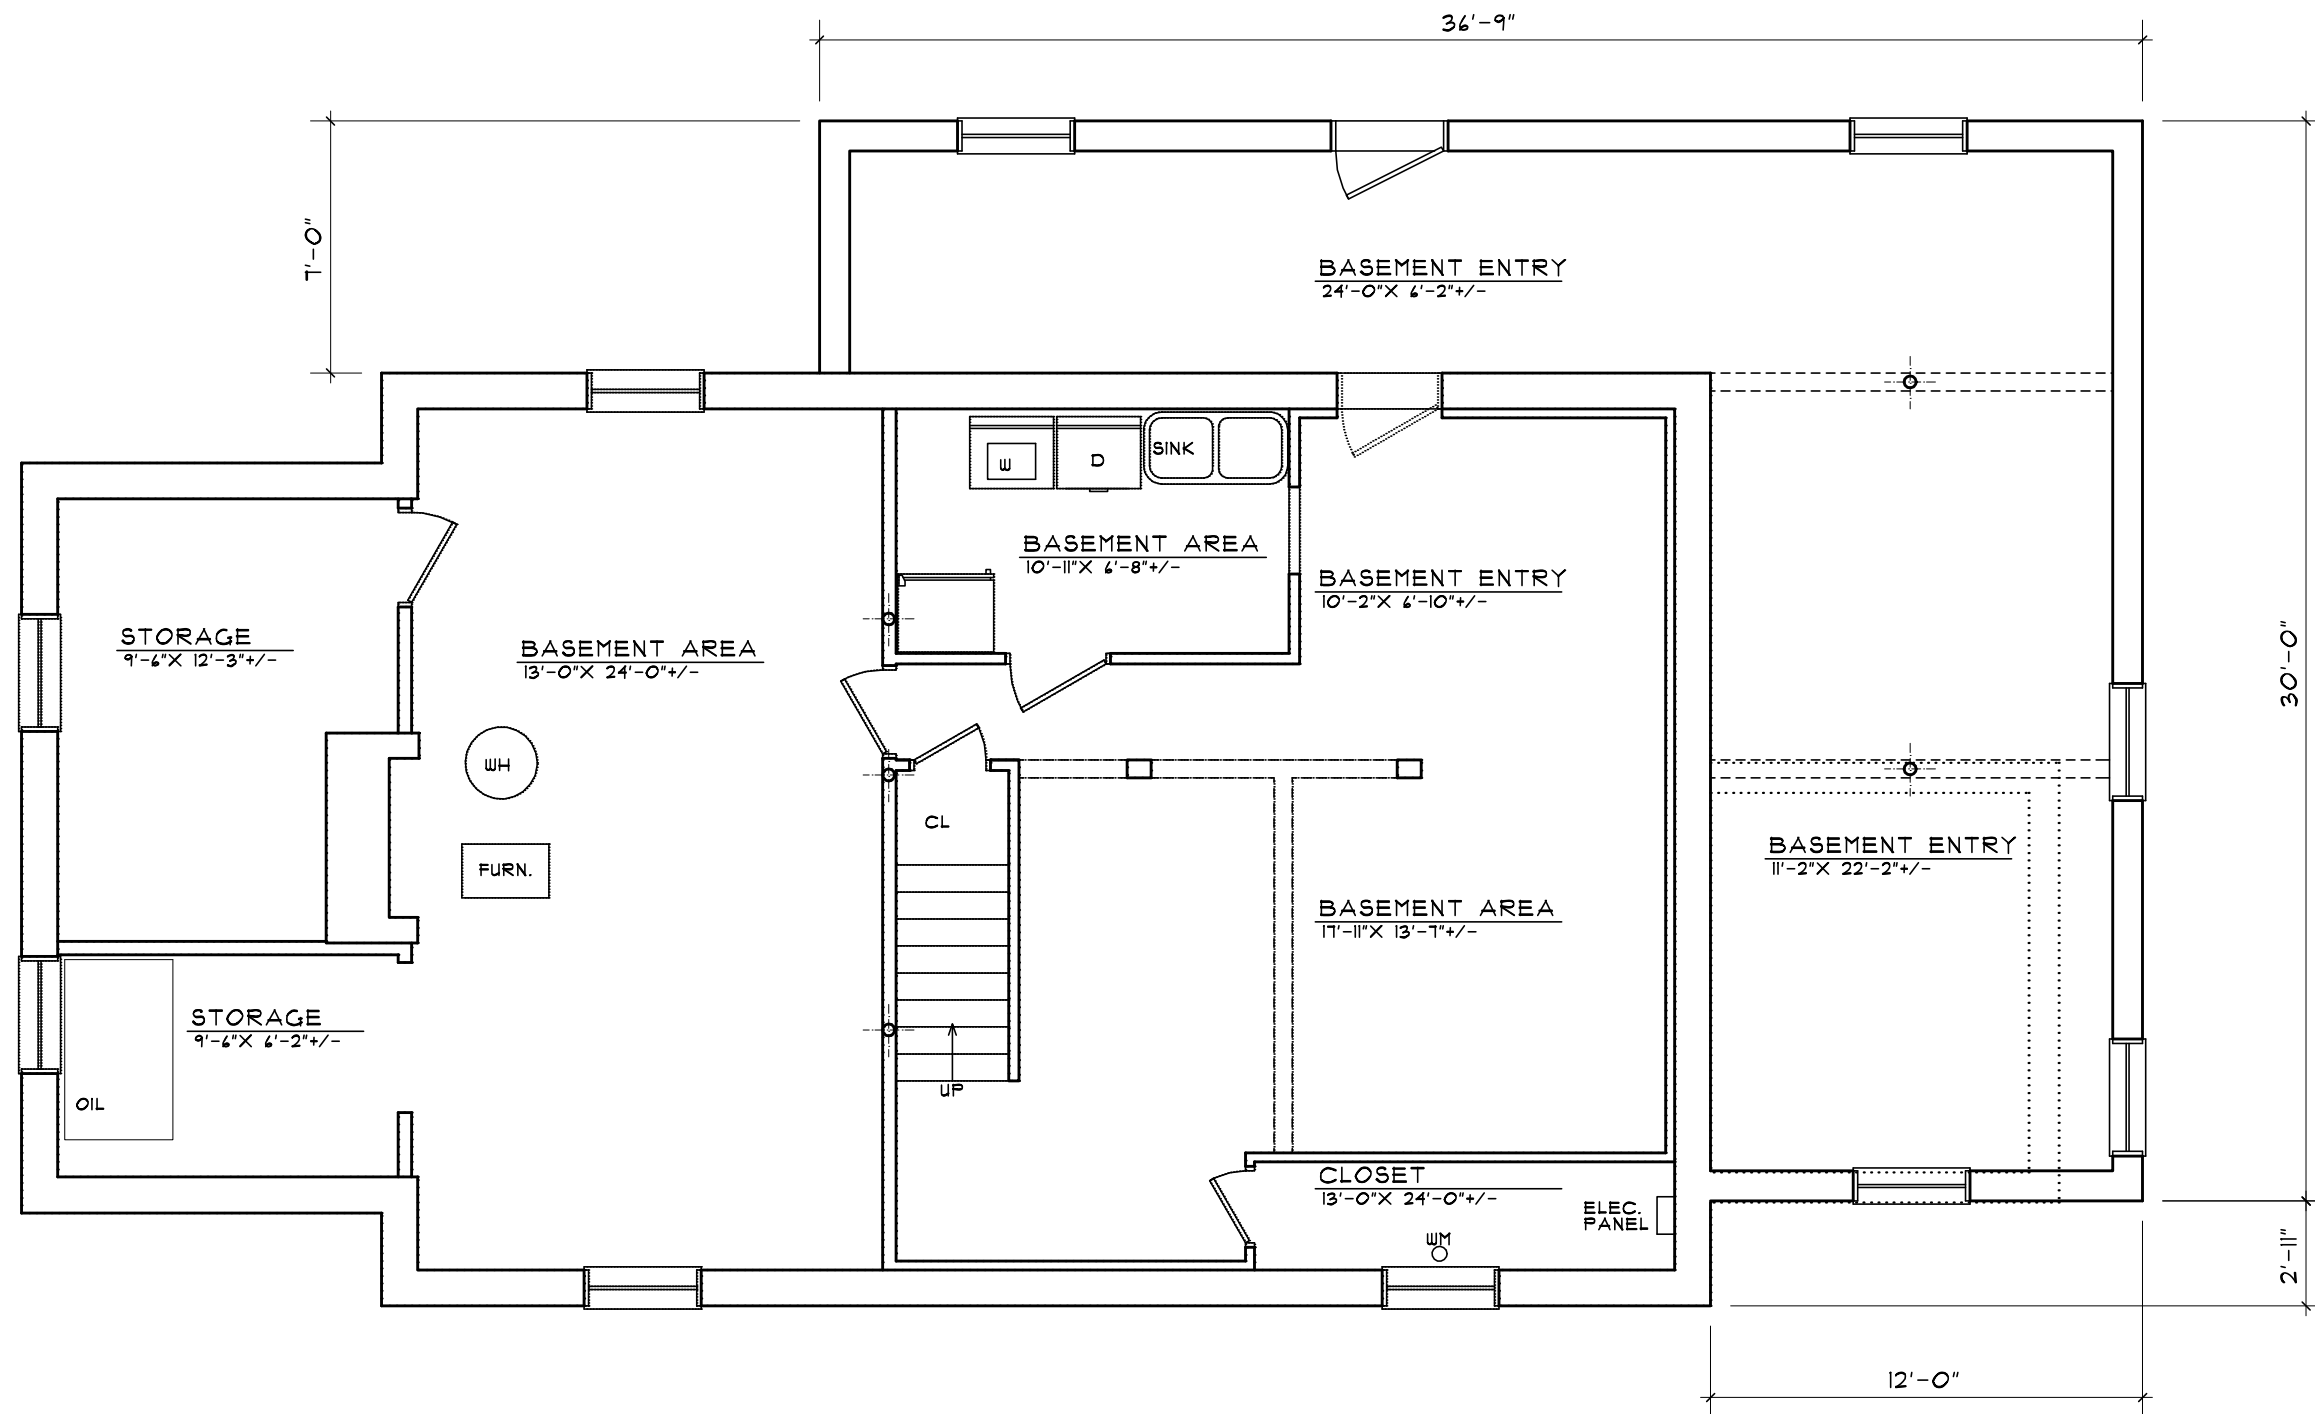 36'-9"
7'-0"
BASEMENT ENTRY
24'-0"X 6'-2"+/-
W
D
SINK
BASEMENT AREA
10'-11"X 6'-8"+/-
BASEMENT ENTRY
10'-2"X 6'-10"+/-
STORAGE
9'-6"X 12'-3"+/-
BASEMENT AREA
13'-0"X 24'-0"+/-
30'-0"
WH
CL
FURN.
BASEMENT ENTRY
11'-2"X 22'-2"+/-
BASEMENT AREA
17'-11"X 13'-7"+/-
STORAGE
9'-6"X 6'-2"+/-
OIL
UP
CLOSET
13'-0"X 24'-0"+/-
ELEC.
PANEL
WM
2'-11"
12'-0"